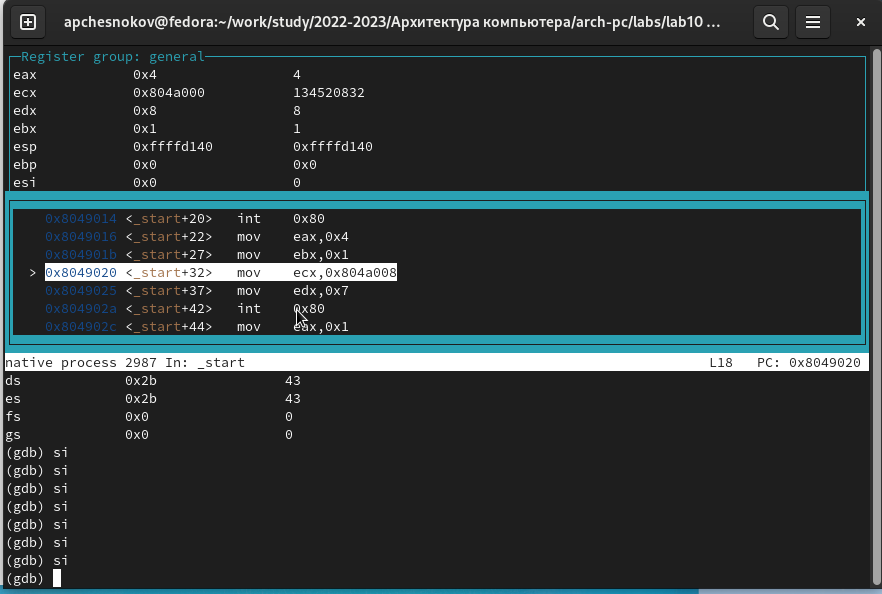 apchesnokov@fedora:~/work/study/2022-2023/Архитектура компьютера/arch-pc/labs/lab10 ...
Register group: general
eax 0x4 4
ecx 0x804a000 134520832
edx 0x8 8
ebx 0x1 1
esp 0xffffd140 0xffffd140
ebp 0x0 0x0
esi 0x0 0
0x8049014 <_start+20> int 0x80
0x8049016 <_start+22> mov eax,0x4
0x804901b <_start+27> mov ebx,0x1
> 0x8049020 <_start+32> mov ecx,0x804a008
0x8049025 <_start+37> mov edx,0x7
0x804902a <_start+42> int 0x80
0x804902c <_start+44> mov eax,0x1
native process 2987 In: _start L18 PC: 0x8049020
ds 0x2b 43
es 0x2b 43
fs 0x0 0
gs 0x0 0
(gdb) si
(gdb) si
(gdb) si
(gdb) si
(gdb) si
(gdb) si
(gdb) si
(gdb)